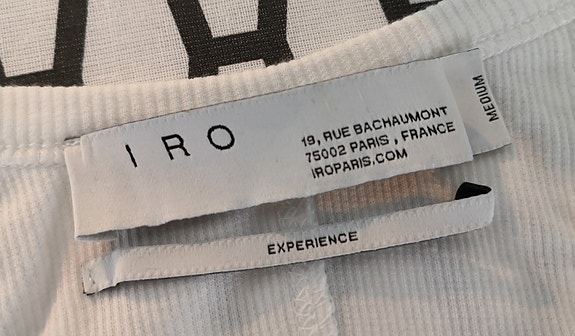 IRO
19, RUE BACHAUMONT
75002 PARIS , FRANCE
IROPARIS.COM
MEDIUM
EXPERIENCE